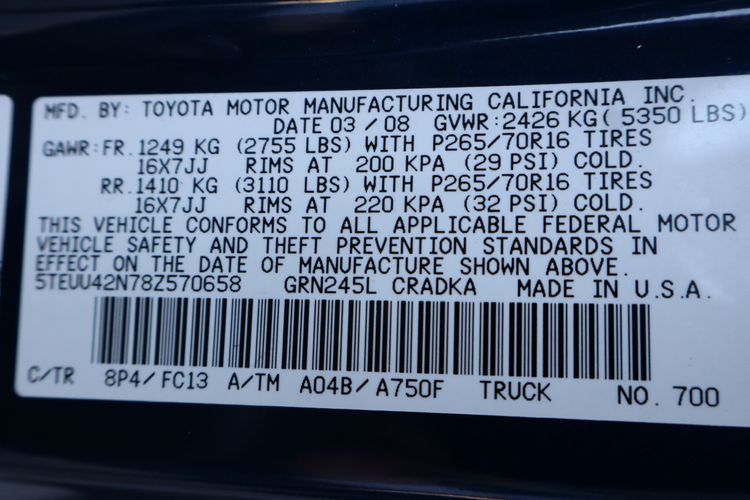 MFD. BY: TOYOTA MOTOR MANUFACTURING CALIFORNIA INC.
DATE 03/08 GVWR:2426 KG( 5350 LBS)
GAWR:FR.1249 KG (2755 LBS) WITH P265/70R16 TIRES
16X7JJ RIMS AT 200 KPA (29 PSI) COLD.
RR.1410 KG (3110 LBS) WITH P265/70R16 TIRES
16X7JJ RIMS AT 220 KPA (32 PSI) COLD.
THIS VEHICLE CONFORMS TO ALL APPLICABLE FEDERAL MOTOR
VEHICLE SAFETY AND THEFT PREVENTION STANDARDS IN
EFFECT ON THE DATE OF MANUFACTURE SHOWN ABOVE.
5TEUU42N78Z570658 GRN245L CRADKA MADE IN U.S.A.
C/TR 8P4/FC13 A/TM A04B/A750F TRUCK NO. 700